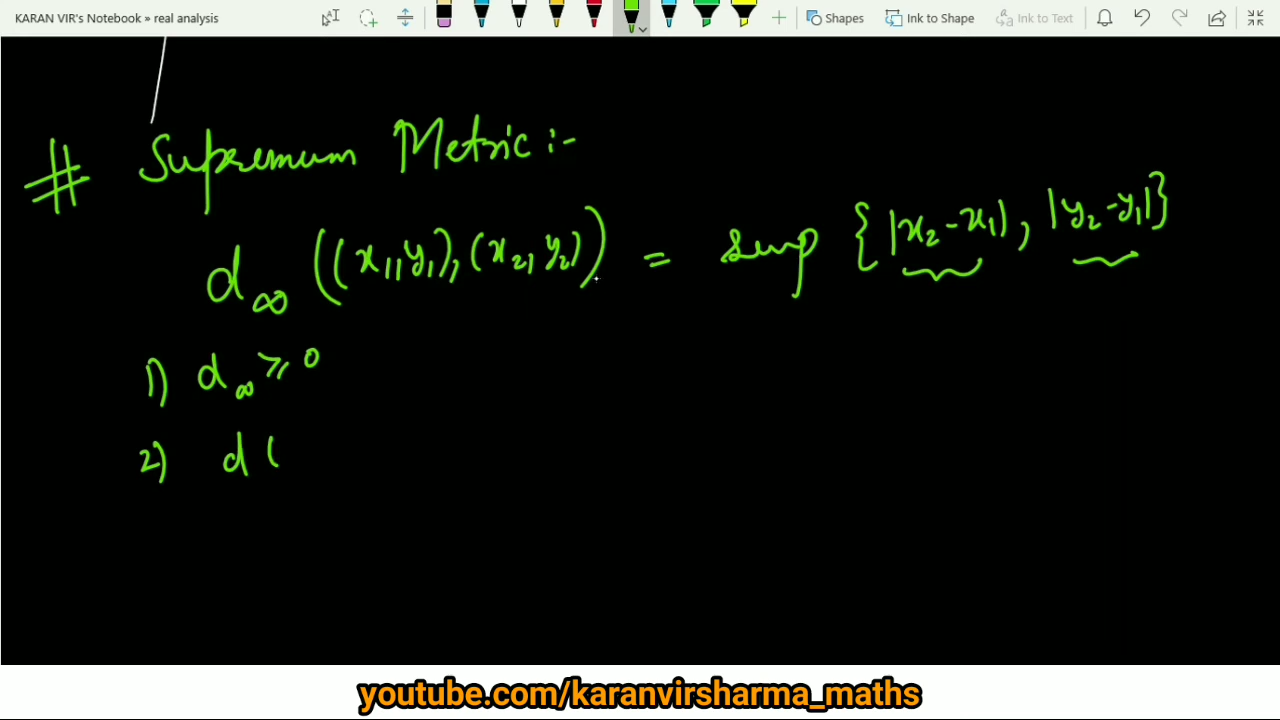 KARAN VIR's Notebook » real analysis
Shapes Ink to Shape Ink to Text
# Supremum Metric :-
d∞ ((x₁, y₁), (x₂, y₂)) = sup {|x₂ - x₁|, |y₂ - y₁|}
1) d∞ ≥ 0
2) d (
youtube.com/karanvirsharma_maths